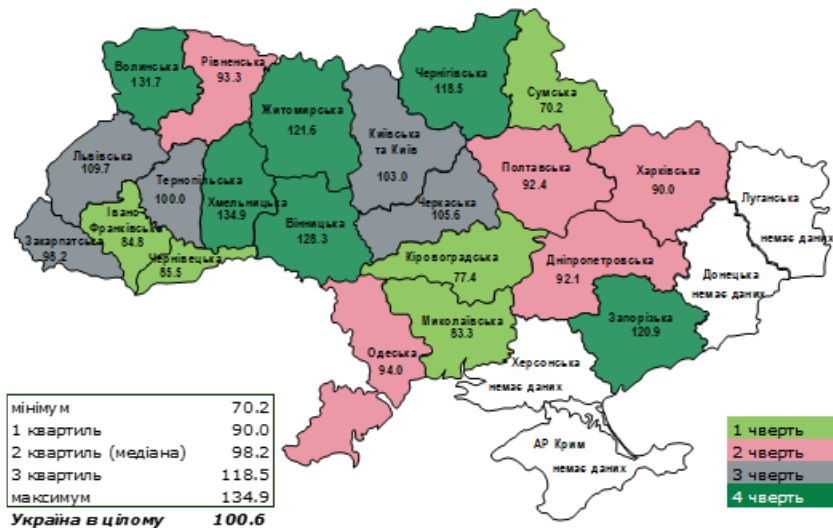 Волинська
131.7
Рівненська
93.3
Житомирська
121.6
Київська
та Київ
103.0
Чернігівська
118.5
Сумська
70.2
Львівська
109.7
Тернопільська
100.0
Хмельницька
134.9
Вінницька
128.3
Черкаська
105.6
Полтавська
92.4
Харківська
90.0
Луганська
немає даних
Івано-
Франківська
84.8
Закарпатська
98.2
Чернівецька
85.5
Кіровоградська
77.4
Дніпропетровська
92.1
Донецька
немає даних
Миколаївська
83.3
Запорізька
120.9
Одеська
94.0
Херсонська
немає даних
АР Крим
немає даних
мінімум 70.2
1 квартиль 90.0
2 квартиль (медіана) 98.2
3 квартиль 118.5
максимум 134.9
Україна в цілому 100.6
1 чверть
2 чверть
3 чверть
4 чверть